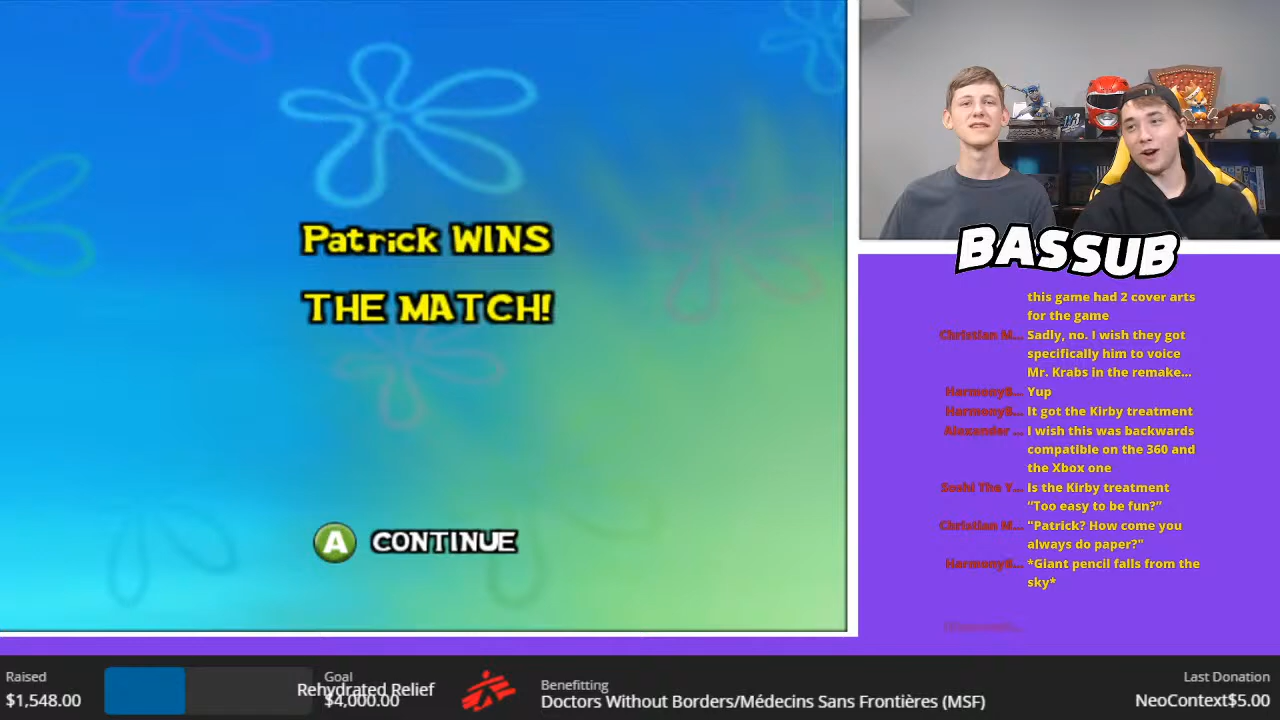 Patrick WINS
THE MATCH!
A CONTINUE
BASSUB
this game had 2 cover arts
for the game
Christian M... Sadly, no. I wish they got
specifically him to voice
Mr. Krabs in the remake...
HarmonyB... Yup
HarmonyB... It got the Kirby treatment
Alexander ... I wish this was backwards
compatible on the 360 and
the Xbox one
Is the Kirby treatment
"Too easy to be fun?"
Christian M... "Patrick? How come you
always do paper?"
HarmonyB... *Giant pencil falls from the
sky*
Raised
$1,548.00
Goal
$4,000.00
Rehydrated Relief
Benefitting
Doctors Without Borders/Médecins Sans Frontières (MSF)
Last Donation
NeoContext$5.00